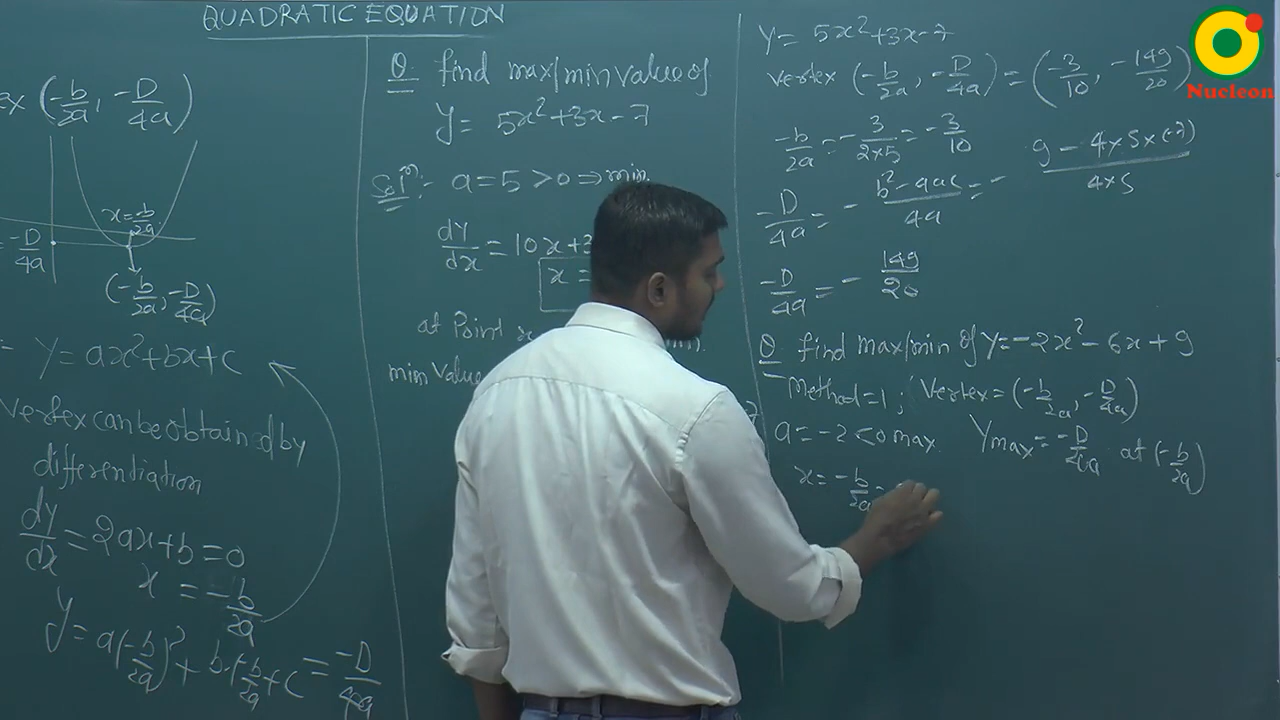 QUADRATIC EQUATION
ex (-b/2a, -D/4a)
x=-b/2a
= -D/4a
(-b/2a, -D/4a)
y = ax²+bx+c
Vertex can be obtained by
differentiation
dy/dx = 2ax+b = 0
x = -b/2a
y = a(-b/2a)² + b.(-b/2a)+c = -D/4a
Q find max/min value of
y = 5x²+3x-7
Solⁿ:- a=5>0 ⇒ min.
dy/dx = 10x+3
x =
at Point x
min value
y = 5x²+3x-7
vertex (-b/2a, -D/4a) = (-3/10, -149/20)
-b/2a = -3/2×5 = -3/10
-D/4a = - b²-4ac/4a = - 9-4×5×(-7)/4×5
-D/4a = - 149/20
Q find max/min of y=-2x²-6x+9
Method=1; Vertex=(-b/2a, -D/4a)
a=-2<0 max. Ymax=-D/4a at (-b/2a)
x = -b/2a =
Nucleon